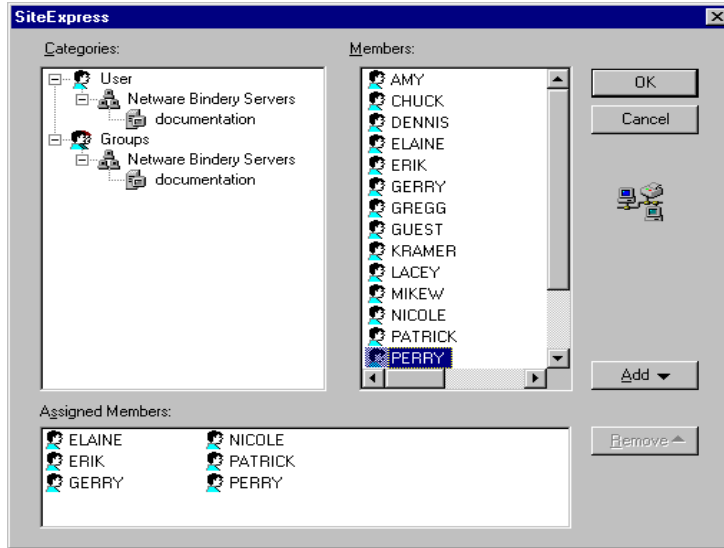 SiteExpress
Categories:
User
Netware Bindery Servers
documentation
Groups
Netware Bindery Servers
documentation
Members:
AMY
CHUCK
DENNIS
ELAINE
ERIK
GERRY
GREGG
GUEST
KRAMER
LACEY
MIKEW
NICOLE
PATRICK
PERRY
OK
Cancel
Add
Assigned Members:
ELAINE NICOLE
ERIK PATRICK
GERRY PERRY
Remove